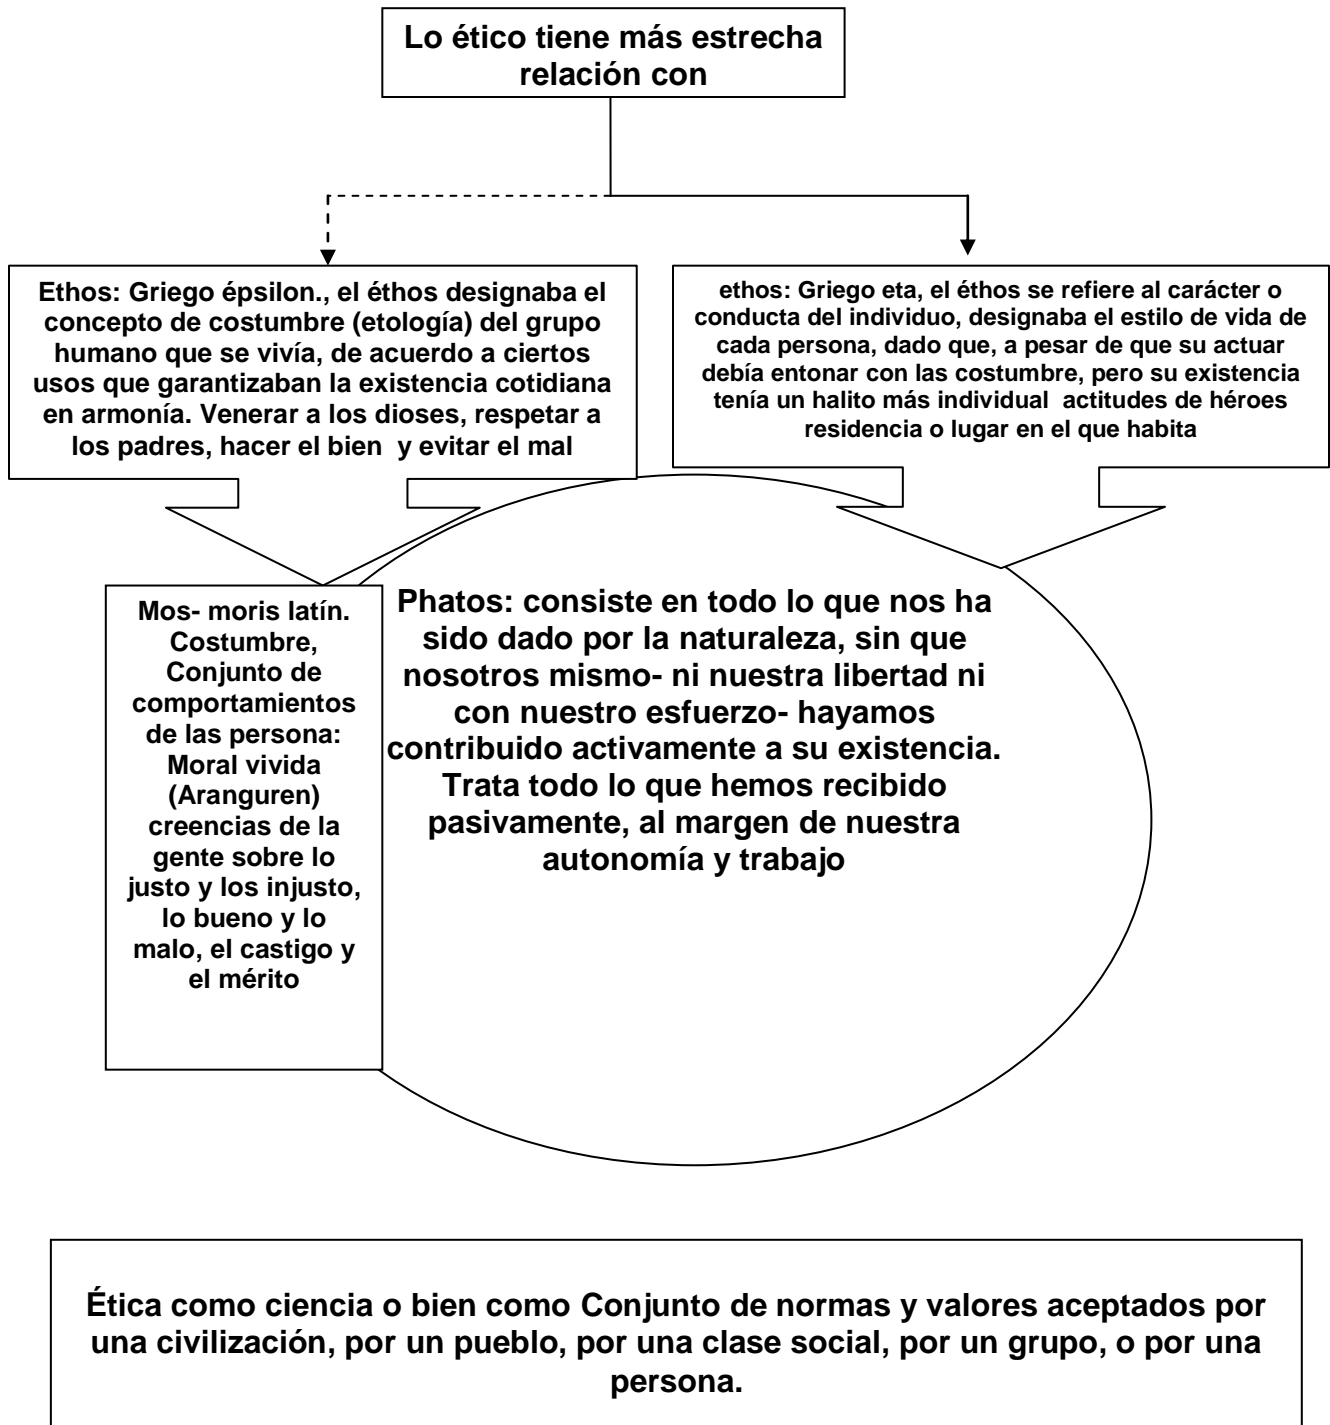 Lo ético tiene más estrecha
relación con
Ethos: Griego épsilon., el éthos designaba el
concepto de costumbre (etología) del grupo
humano que se vivía, de acuerdo a ciertos
usos que garantizaban la existencia cotidiana
en armonía. Venerar a los dioses, respetar a
los padres, hacer el bien y evitar el mal
ethos: Griego eta, el éthos se refiere al carácter o
conducta del individuo, designaba el estilo de vida de
cada persona, dado que, a pesar de que su actuar
debía entonar con las costumbre, pero su existencia
tenía un halito más individual actitudes de héroes
residencia o lugar en el que habita
Mos- moris latín.
Costumbre,
Conjunto de
comportamientos
de las persona:
Moral vivida
(Aranguren)
creencias de la
gente sobre lo
justo y los injusto,
lo bueno y lo
malo, el castigo y
el mérito
Phatos: consiste en todo lo que nos ha
sido dado por la naturaleza, sin que
nosotros mismo- ni nuestra libertad ni
con nuestro esfuerzo- hayamos
contribuido activamente a su existencia.
Trata todo lo que hemos recibido
pasivamente, al margen de nuestra
autonomía y trabajo
Ética como ciencia o bien como Conjunto de normas y valores aceptados por
una civilización, por un pueblo, por una clase social, por un grupo, o por una
persona.